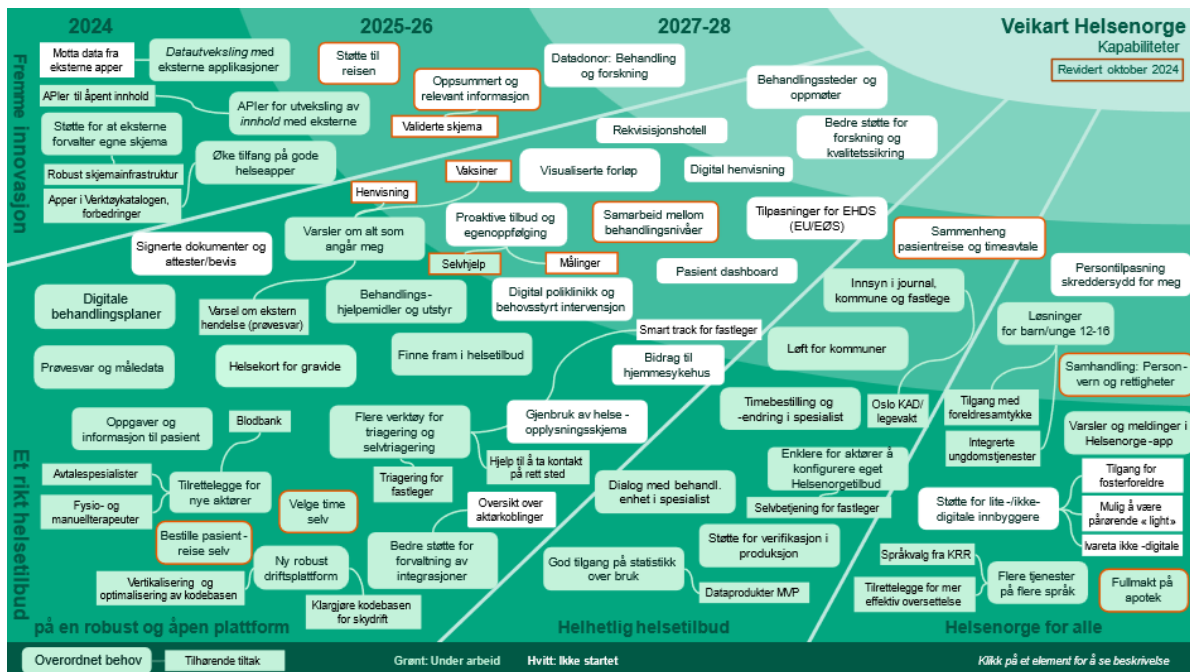 2024
2025-26
2027-28
Veikart Helsenorge
Kapabiliteter
Revidert oktober 2024
Fremme innovasjon
Motta data fra
eksterne apper
Datautveksling med
eksterne applikasjoner
Støtte til
reisen
Oppsummert og
relevant informasjon
Datadonor: Behandling
og forskning
Behandlingssteder og
oppmøter
APIer til åpent innhold
APIer for utveksling av
innhold med eksterne
Validerte skjema
Rekvisisjonshotell
Bedre støtte for
forskning og
kvalitetssikring
Støtte for at eksterne
forvalter egne skjema
Øke tilfang på gode
helseapper
Robust skjemainfrastruktur
Apper i Verktøykatalogen,
forbedringer
Vaksiner
Henvisning
Visualiserte forløp
Digital henvisning
Signerte dokumenter og
attester/bevis
Varsler om alt som
angår meg
Proaktive tilbud og
egenoppfølging
Samarbeid mellom
behandlingsnivåer
Tilpasninger for EHDS
(EU/EØS)
Sammenheng
pasientreise og timeavtale
Selvhjelp
Målinger
Pasient dashboard
Innsyn i journal,
kommune og fastlege
Persontilpasning
skreddersydd for meg
Digitale
behandlingsplaner
Varsel om ekstern
hendelse (prøvesvar)
Behandlings-
hjelpemidler og utstyr
Digital poliklinikk og
behovsstyrt intervensjon
Smart track for fastleger
Løsninger
for barn/unge 12-16
Prøvesvar og måledata
Helsekort for gravide
Finne fram i helsetilbud
Bidrag til
hjemmesykehus
Løft for kommuner
Samhandling: Person-
vern og rettigheter
Et rikt helsetilbud
Oppgaver og
informasjon til pasient
Blodbank
Flere verktøy for
triagering og
selvtriagering
Gjenbruk av helse -
opplysningsskjema
Timebestilling og
-endring i spesialist
Oslo KAD/
legevakt
Tilgang med
foreldresamtykke
Varsler og meldinger i
Helsenorge-app
Integrerte
ungdomstjenester
Avtalespesialister
Tilrettelegge for
nye aktører
Fysio- og
manuellterapeuter
Triagering for
fastleger
Hjelp til å ta kontakt
på rett sted
Dialog med behandl.
enhet i spesialist
Enklere for aktører å
konfigurere eget
Helsenorgetilbud
Selvbetjening for fastleger
Støtte for lite -/ikke-
digitale innbyggere
Tilgang for
fosterforeldre
Mulig å være
pårørende « light»
Ivareta ikke -digitale
Velge time
selv
Oversikt over
aktørkoblinger
Bestille pasient -
reise selv
Ny robust
driftsplattform
Bedre støtte for
forvaltning av
integrasjoner
Støtte for verifikasjon i
produksjon
God tilgang på statistikk
over bruk
Dataprodukter MVP
Språkvalg fra KRR
Tilrettelegge for mer
effektiv oversettelse
Flere tjenester
på flere språk
Fullmakt på
apotek
Vertikalisering og
optimalisering av kodebasen
Klargjøre kodebasen
for skydrift
på en robust og åpen plattform
Helhetlig helsetilbud
Helsenorge for alle
Overordnet behov
Tilhørende tiltak
Grønt: Under arbeid
Hvitt: Ikke startet
Klikk på et element for å se beskrivelse